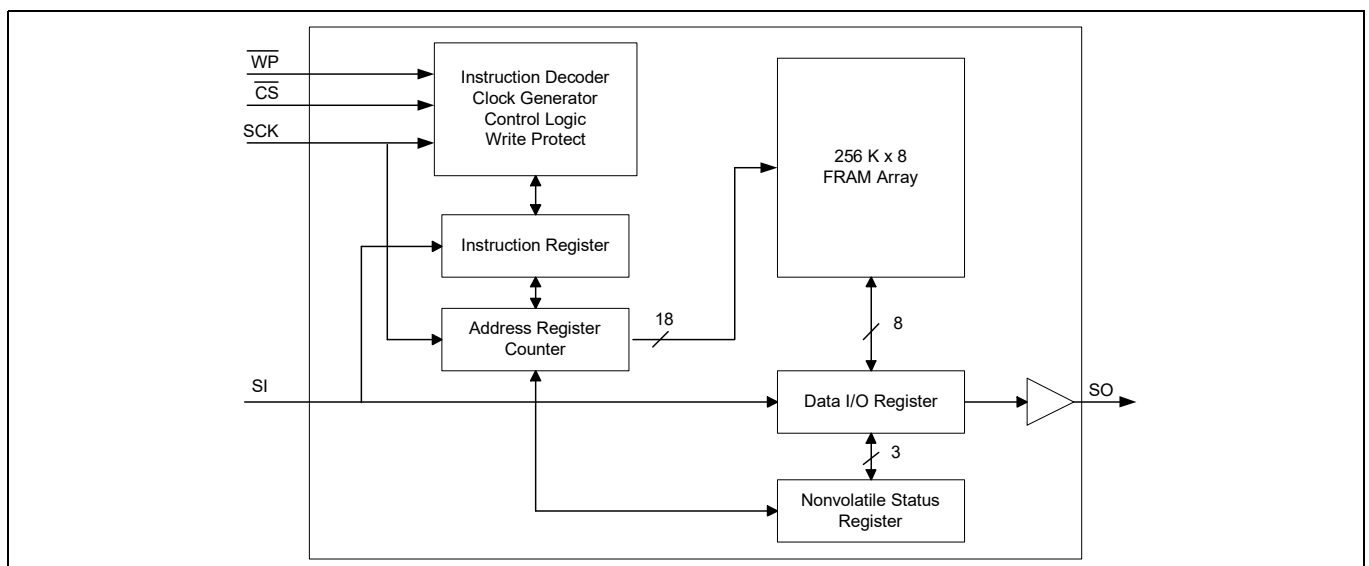 WP
CS
SCK
Instruction Decoder
Clock Generator
Control Logic
Write Protect
256 K x 8
FRAM Array
Instruction Register
Address Register
Counter
18
8
SI
Data I/O Register
SO
3
Nonvolatile Status
Register